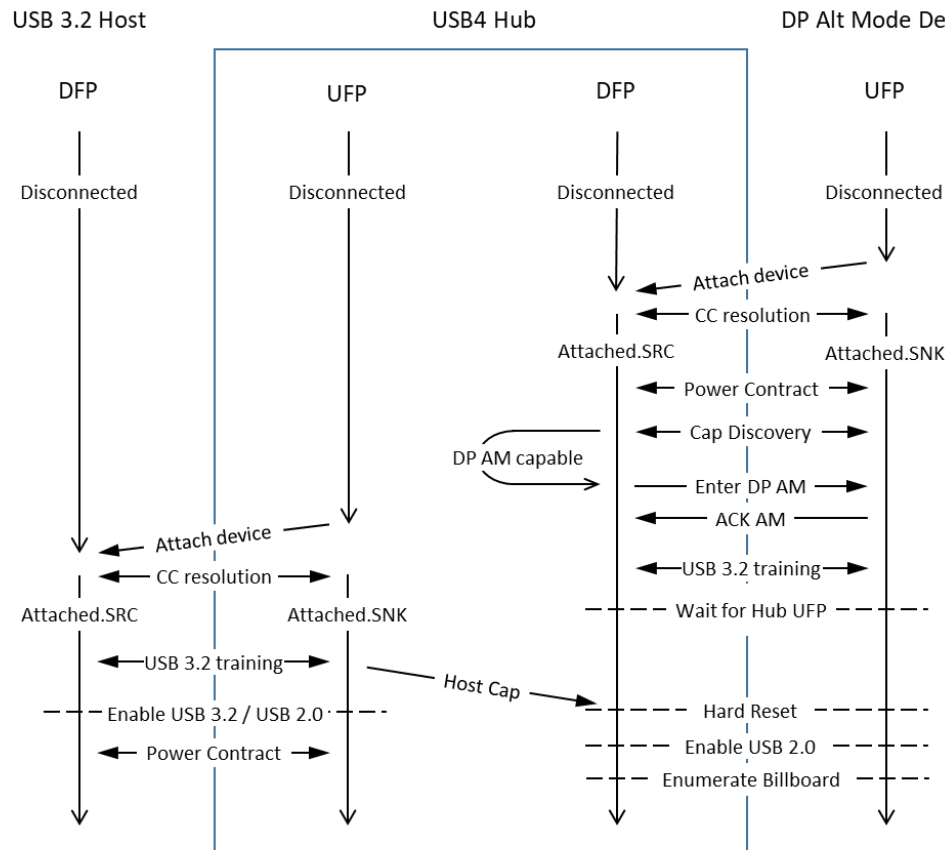 USB 3.2 Host USB4 Hub DP Alt Mode De
DFP UFP DFP UFP
Disconnected Disconnected Disconnected Disconnected
Attach device
CC resolution
Attached.SRC Attached.SNK
Power Contract
Cap Discovery
DP AM capable
Enter DP AM
ACK AM
Attach device
USB 3.2 training
CC resolution
Attached.SRC Attached.SNK Wait for Hub UFP
USB 3.2 training
Host Cap
Enable USB 3.2 / USB 2.0 Hard Reset
Power Contract Enable USB 2.0
Enumerate Billboard